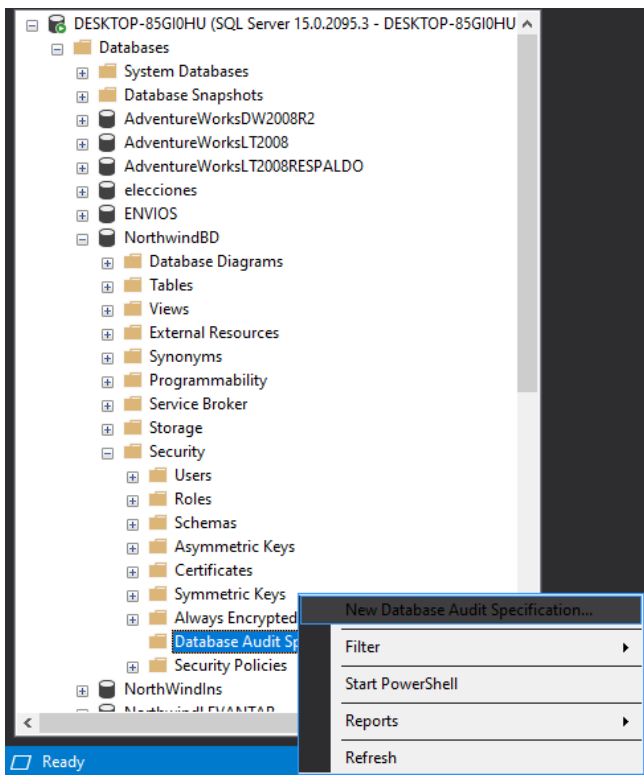 DESKTOP-85GI0HU (SQL Server 15.0.2095.3 - DESKTOP-85GI0HU
Databases
System Databases
Database Snapshots
AdventureWorksDW2008R2
AdventureWorksLT2008
AdventureWorksLT2008RESPALDO
elecciones
ENVIOS
NorthwindBD
Database Diagrams
Tables
Views
External Resources
Synonyms
Programmability
Service Broker
Storage
Security
Users
Roles
Schemas
Asymmetric Keys
Certificates
Symmetric Keys
Always Encrypted
Database Audit Sp
Security Policies
NorthWindIns
New Database Audit Specification...
Filter
Start PowerShell
Reports
Refresh
Ready